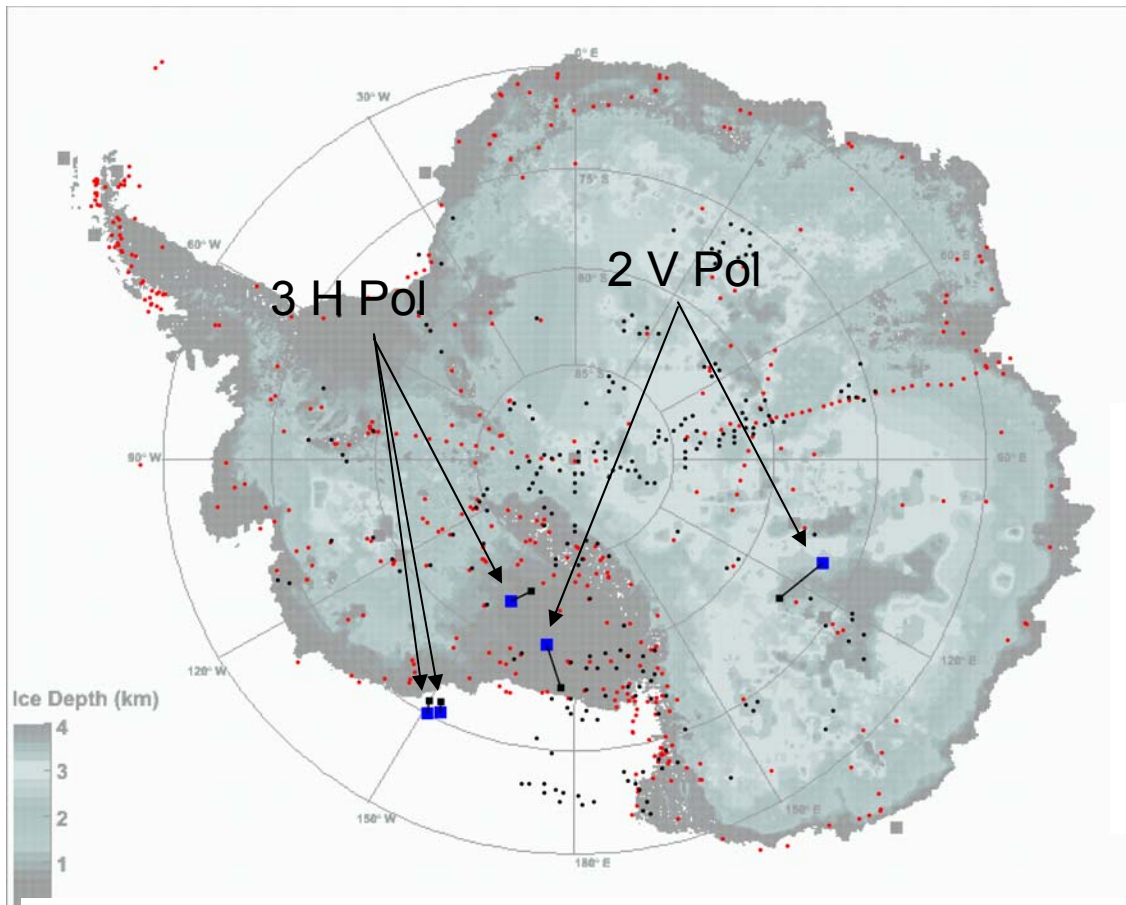 0° E
30° W
75° S
60° W
60° E
2 V Pol
80° S
3 H Pol
85° S
90° W
90° E
120° W
120° E
Ice Depth (km)
4
3
2
1
150° W
150° E
180° E